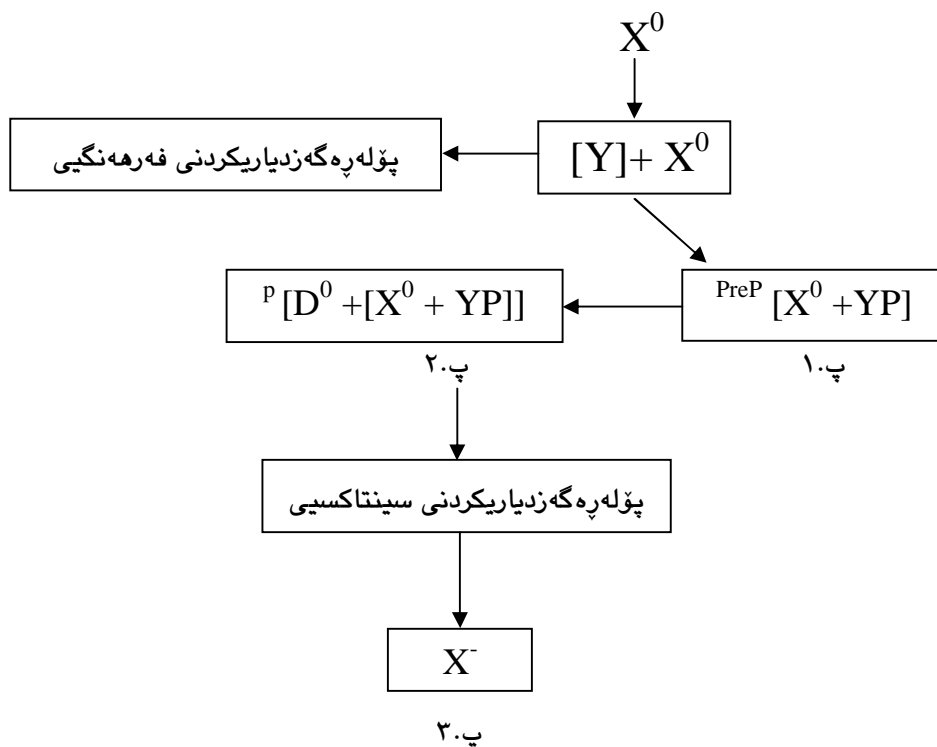 X⁰
[Y]+ X⁰
پۆلەڕەگەزدیاریکردنی فەرهەنگیی
PreP [X⁰ +YP]
پ.١
p [D⁰ +[X⁰ + YP]]
پ.٢
پۆلەڕەگەزدیاریکردنی سینتاکسیی
X⁻
پ.٣